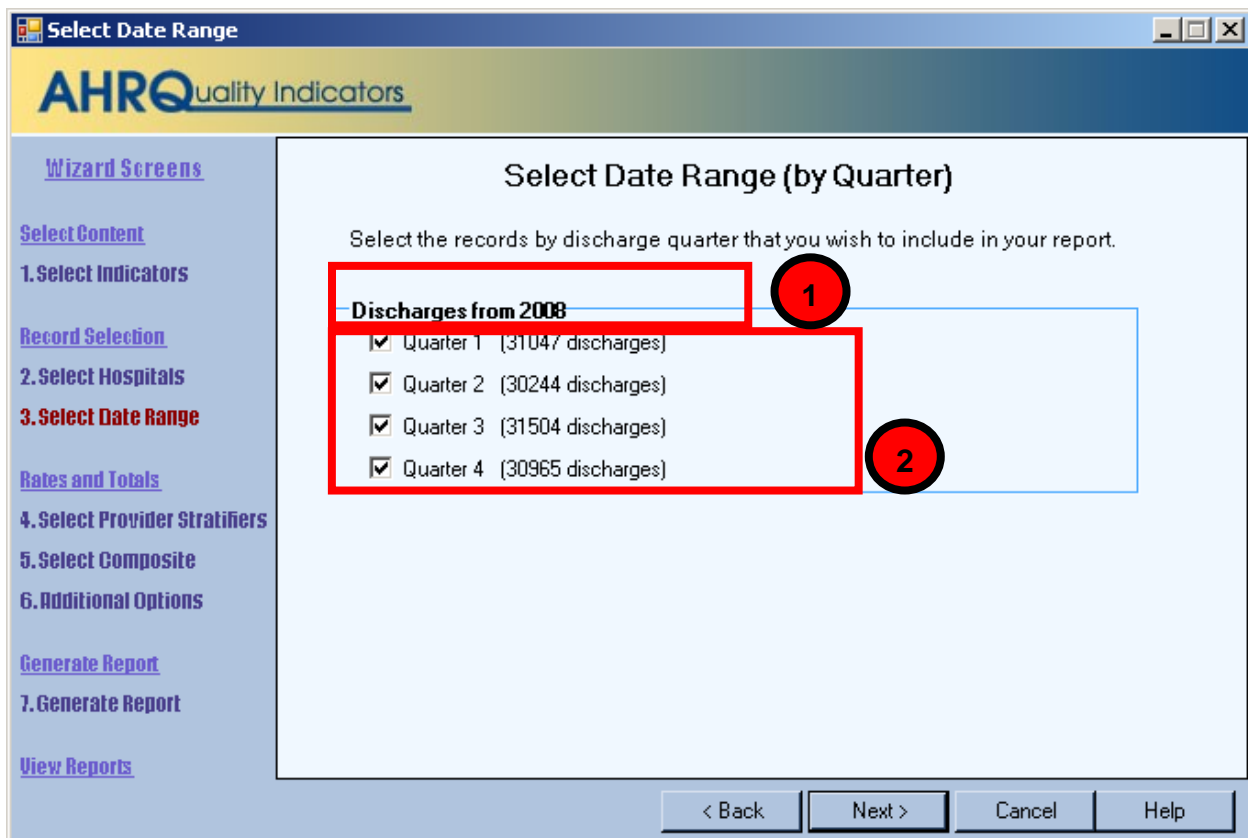 Select Date Range
AHRQuality Indicators
Wizard Screens
Select Content
1. Select Indicators
Record Selection
2. Select Hospitals
3. Select Date Range
Rates and Totals
4. Select Provider Stratifiers
5. Select Composite
6. Additional Options
Generate Report
7. Generate Report
View Reports
Select Date Range (by Quarter)
Select the records by discharge quarter that you wish to include in your report.
1
Discharges from 2008
Quarter 1 (31047 discharges)
Quarter 2 (30244 discharges)
Quarter 3 (31504 discharges)
2
Quarter 4 (30965 discharges)
< Back Next > Cancel Help